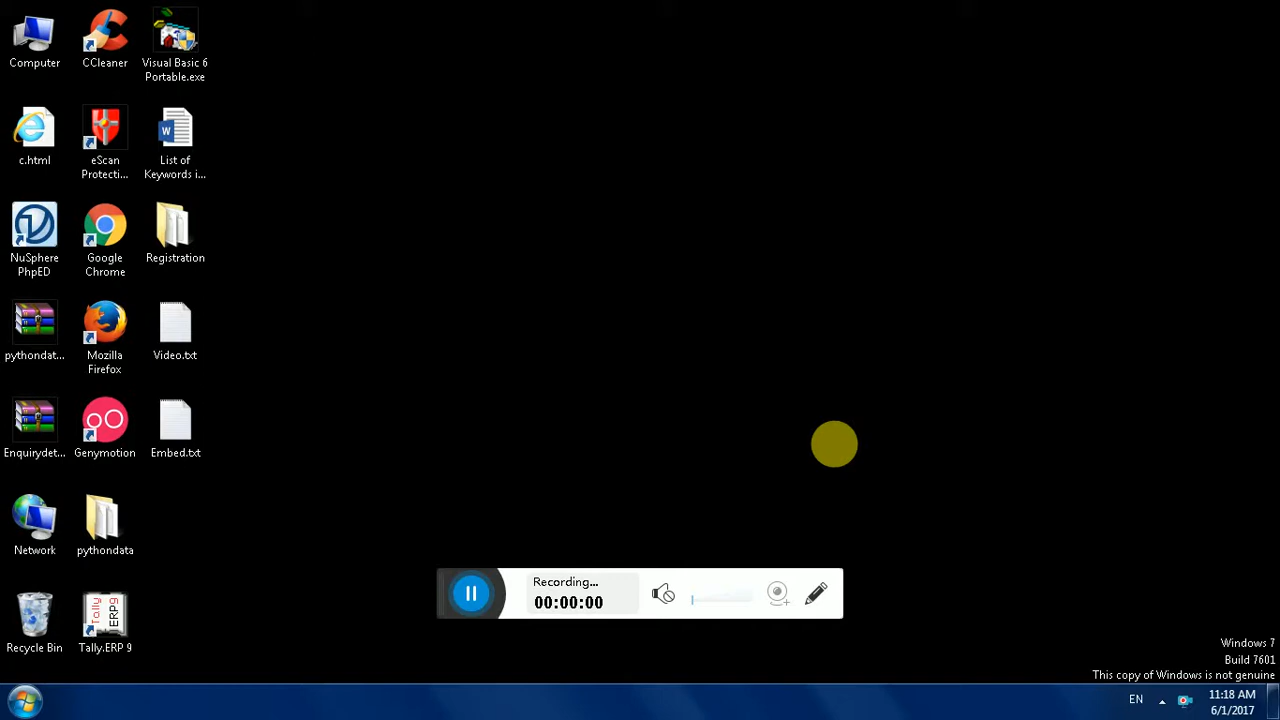 Computer
CCleaner
Visual Basic 6
Portable.exe
c.html
eScan
Protecti...
List of
Keywords i...
NuSphere
PhpED
Google
Chrome
Registration
pythondat...
Mozilla
Firefox
Video.txt
Enquirydet...
Genymotion
Embed.txt
Network
pythondata
Recycle Bin
Tally.ERP 9
Tally
ERP9
W
Recording...
00:00:00
Windows 7
Build 7601
This copy of Windows is not genuine
EN
11:18 AM
6/1/2017